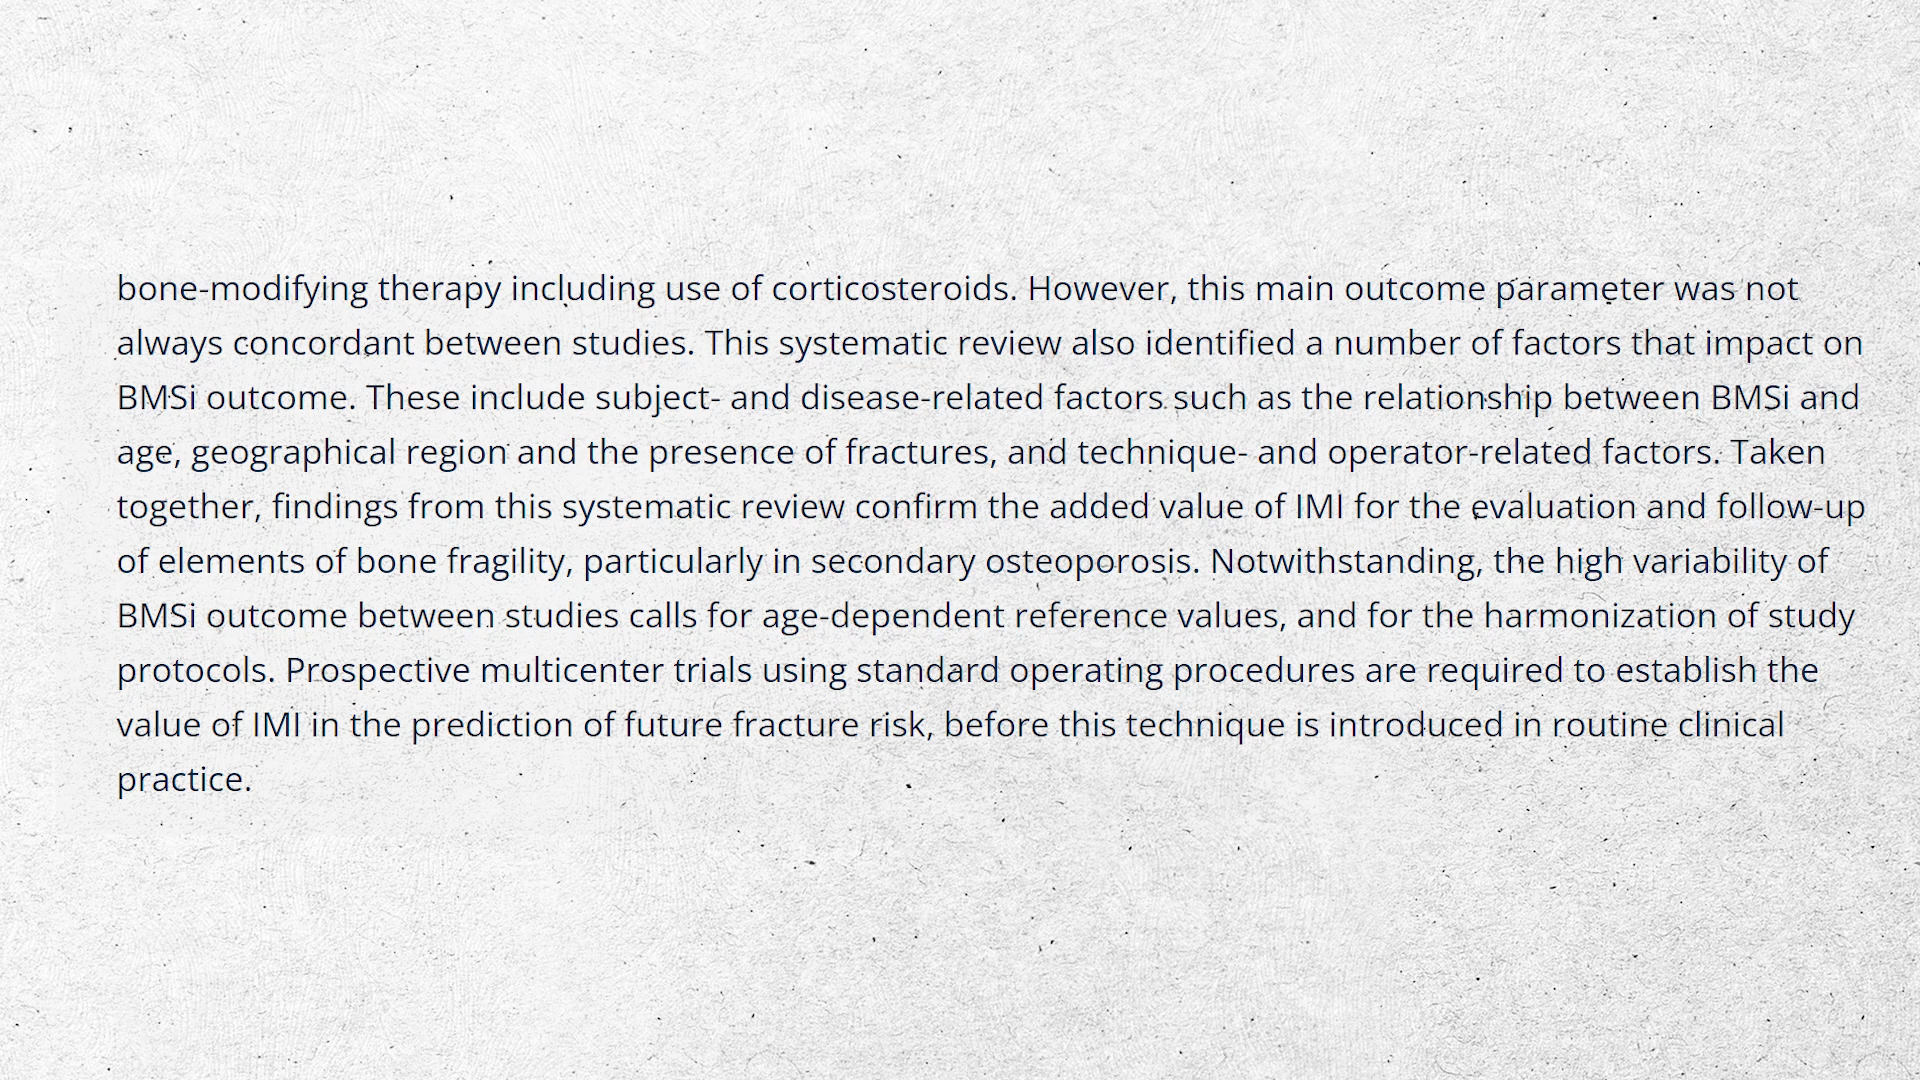 bone-modifying therapy including use of corticosteroids. However, this main outcome parameter was not
always concordant between studies. This systematic review also identified a number of factors that impact on
BMSi outcome. These include subject- and disease-related factors such as the relationship between BMSi and
age, geographical region and the presence of fractures, and technique- and operator-related factors. Taken
together, findings from this systematic review confirm the added value of IMI for the evaluation and follow-up
of elements of bone fragility, particularly in secondary osteoporosis. Notwithstanding, the high variability of
BMSi outcome between studies calls for age-dependent reference values, and for the harmonization of study
protocols. Prospective multicenter trials using standard operating procedures are required to establish the
value of IMI in the prediction of future fracture risk, before this technique is introduced in routine clinical
practice.